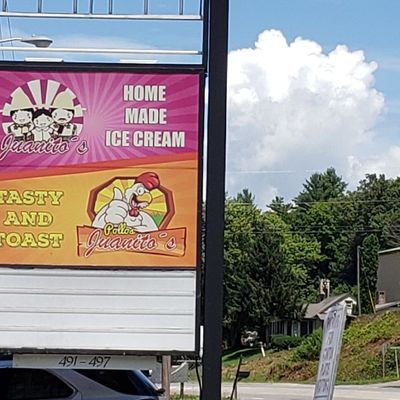 HOME
MADE
ICE CREAM
Juanito´s
TASTY
AND
TOAST
Pollos
Juanito´s
491-497